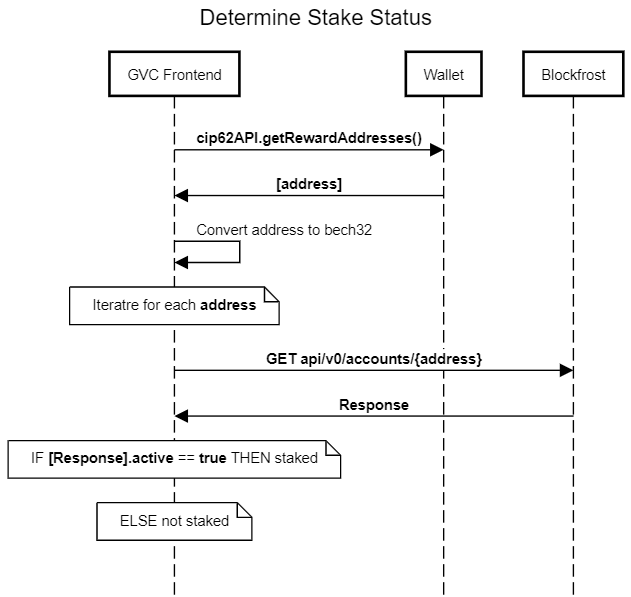 Determine Stake Status
GVC Frontend
Wallet
Blockfrost
cip62API.getRewardAddresses()
[address]
Convert address to bech32
Iteratre for each address
GET api/v0/accounts/{address}
Response
IF [Response].active == true THEN staked
ELSE not staked